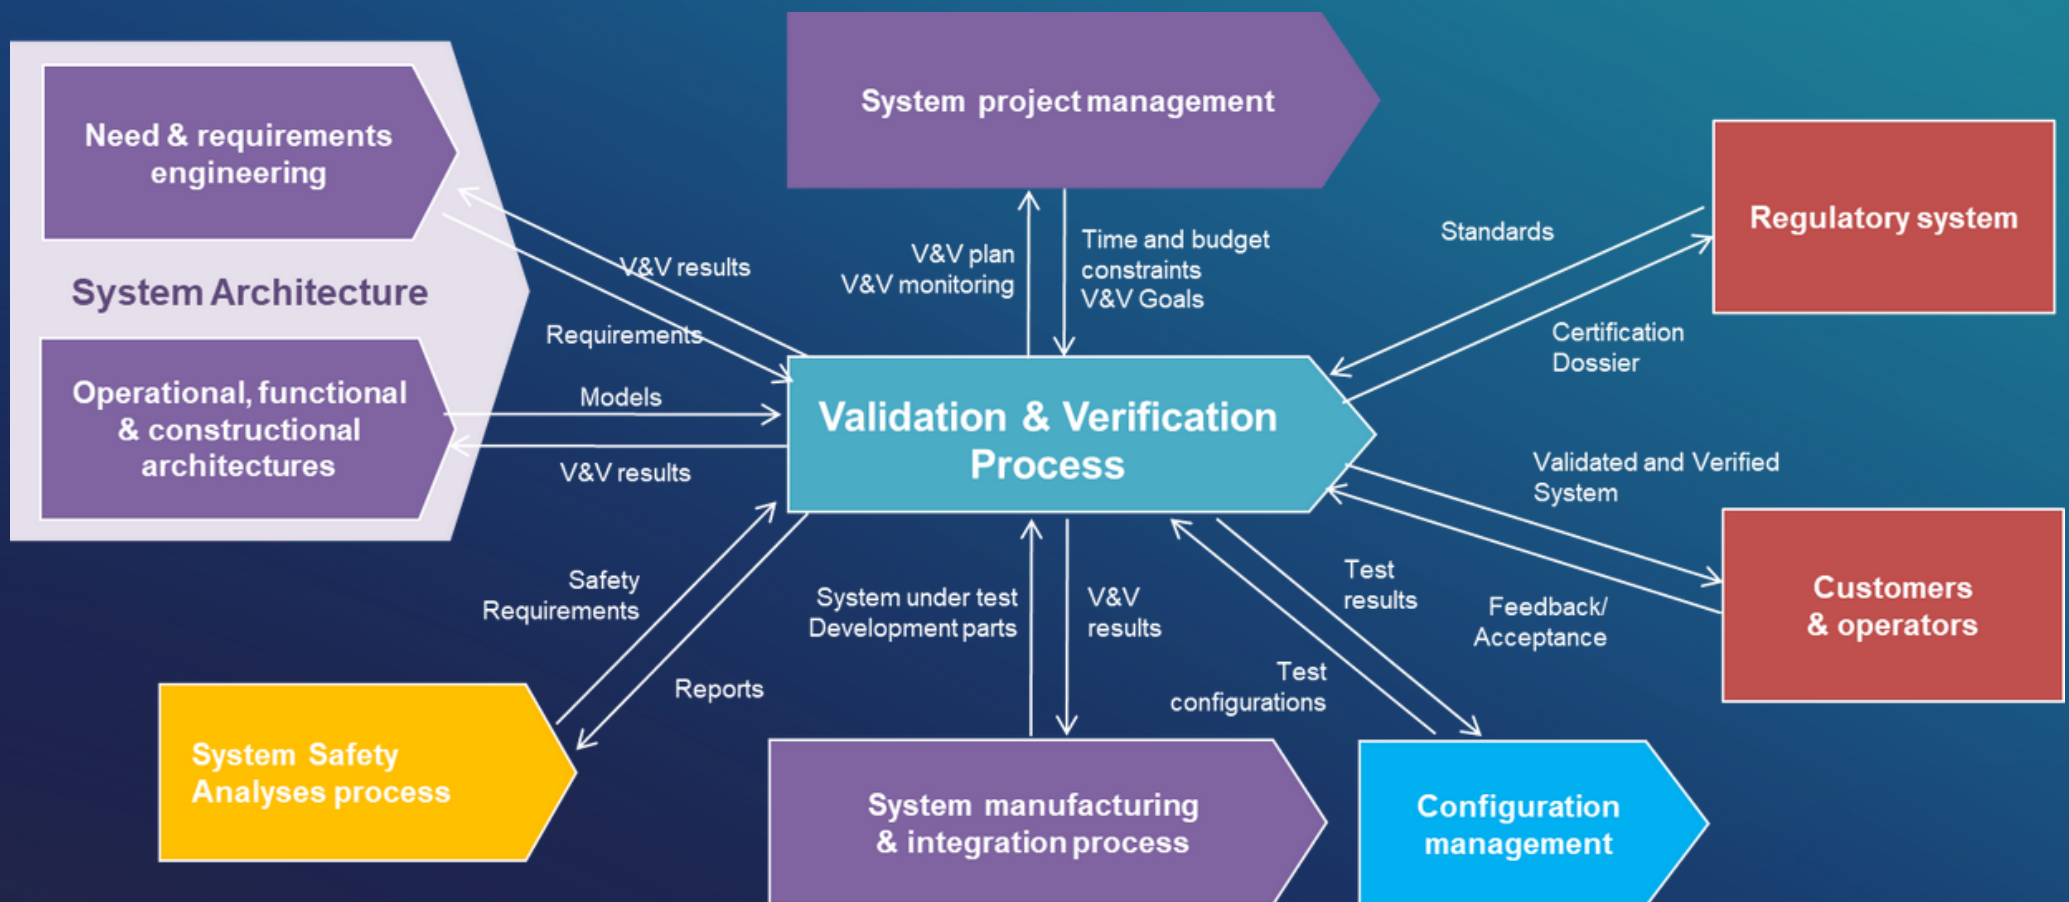 System project management
Need & requirements
engineering
Regulatory system
Standards
V&V results
V&V plan
V&V monitoring
Time and budget
constraints
V&V Goals
System Architecture
Requirements
Certification
Dossier
Operational, functional
& constructional
architectures
Models
V&V results
Validation & Verification
Process
Validated and Verified
System
Safety
Requirements
System under test
Development parts
V&V
results
Test
results
Feedback/
Acceptance
Customers
& operators
Reports
Test
configurations
System Safety
Analyses process
System manufacturing
& integration process
Configuration
management